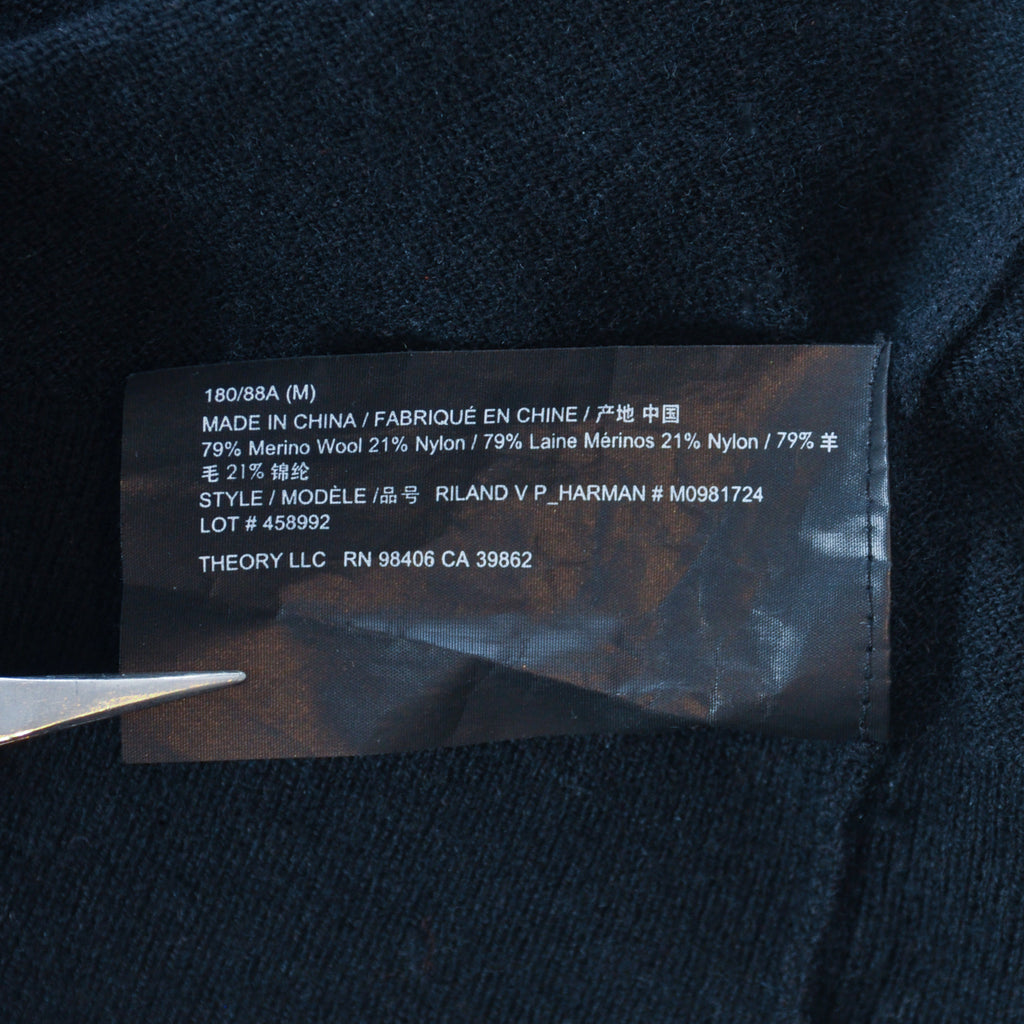 180/88A (M)
MADE IN CHINA / FABRIQUÉ EN CHINE / 产地 中国
79% Merino Wool 21% Nylon / 79% Laine Mérinos 21% Nylon / 79% 羊
毛 21% 锦纶
STYLE / MODÈLE /品号 RILAND V P_HARMAN # M0981724
LOT # 458992
THEORY LLC RN 98406 CA 39862